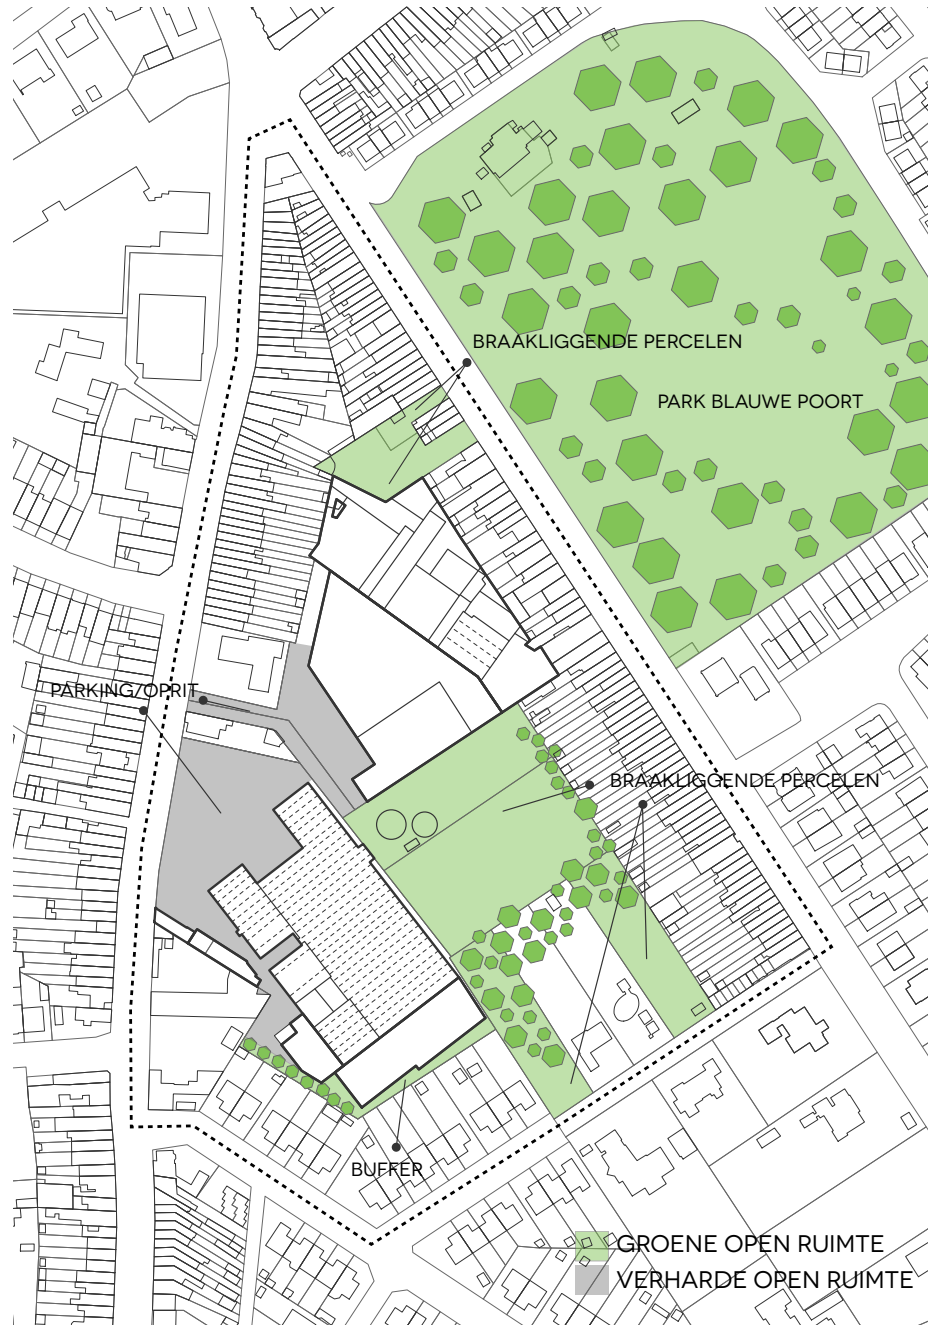 BRAAKLIGGENDE PERCELEN
PARK BLAUWE POORT
PARKING/OPRIT
BRAAKLIGGENDE PERCELEN
BUFFER
GROENE OPEN RUIMTE
VERHARDE OPEN RUIMTE